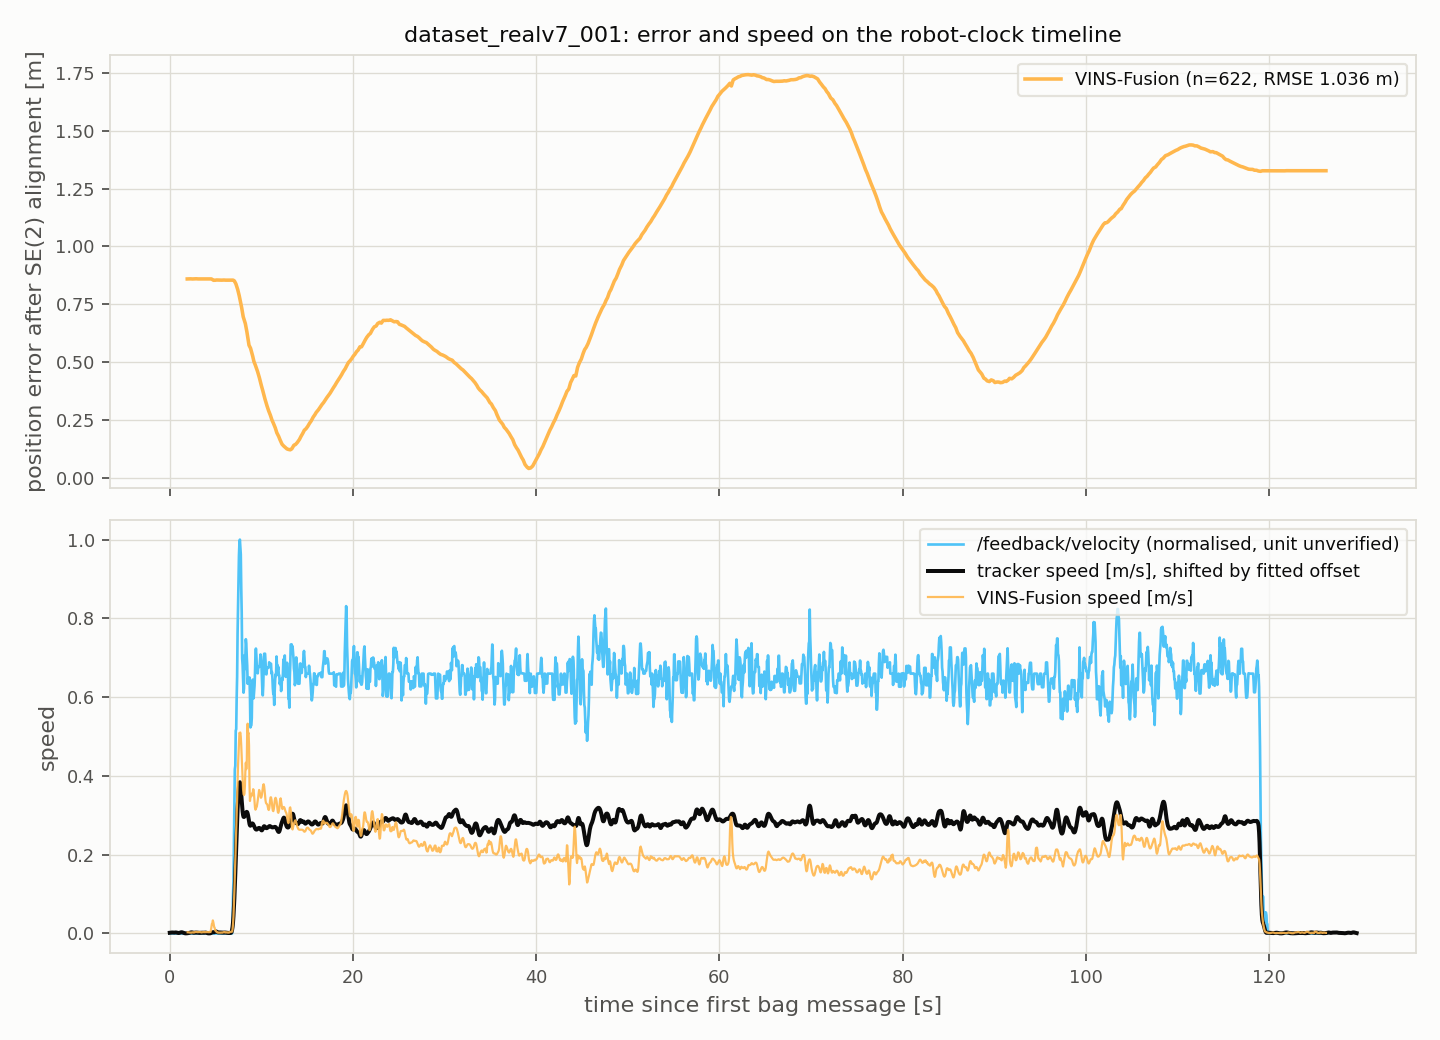 dataset_realv7_001: error and speed on the robot-clock timeline
position error after SE(2) alignment [m]
1.75
1.50
1.25
1.00
0.75
0.50
0.25
0.00
VINS-Fusion (n=622, RMSE 1.036 m)
speed
1.0
0.8
0.6
0.4
0.2
0.0
/feedback/velocity (normalised, unit unverified)
tracker speed [m/s], shifted by fitted offset
VINS-Fusion speed [m/s]
0 20 40 60 80 100 120
time since first bag message [s]